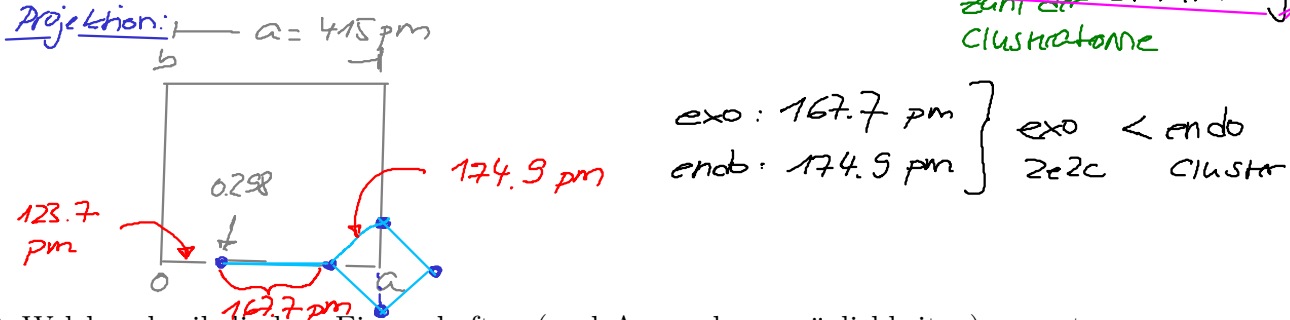 Projektion:
a = 415 pm
Clustratome
b
exo : 167.7 pm
exo < endo
endo : 174.9 pm
2e2c Cluster
174.9 pm
0.298
123.7
pm
0
a
167.7 pm